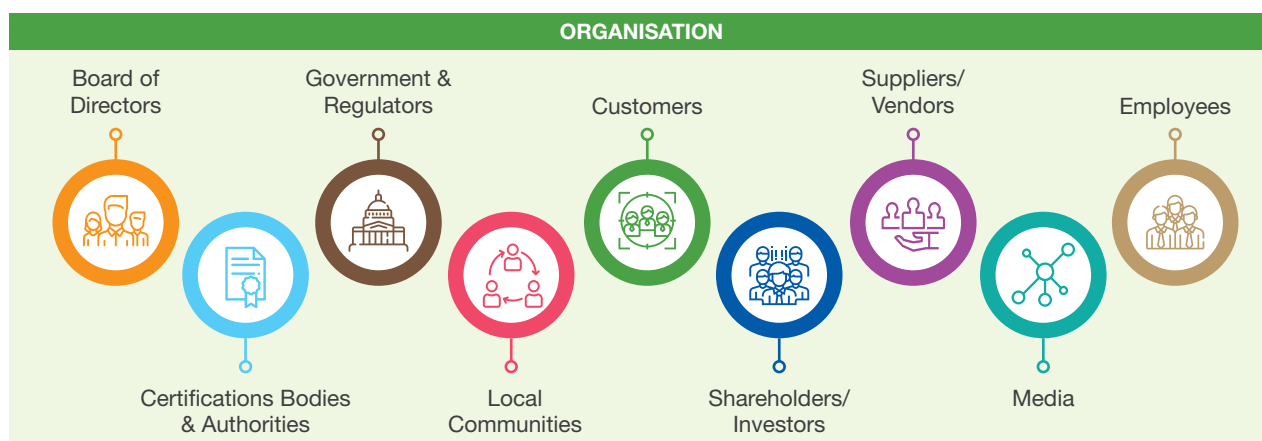 ORGANISATION
Board of
Directors
Government &
Regulators
Customers
Suppliers/
Vendors
Employees
Certifications Bodies
& Authorities
Local
Communities
Shareholders/
Investors
Media